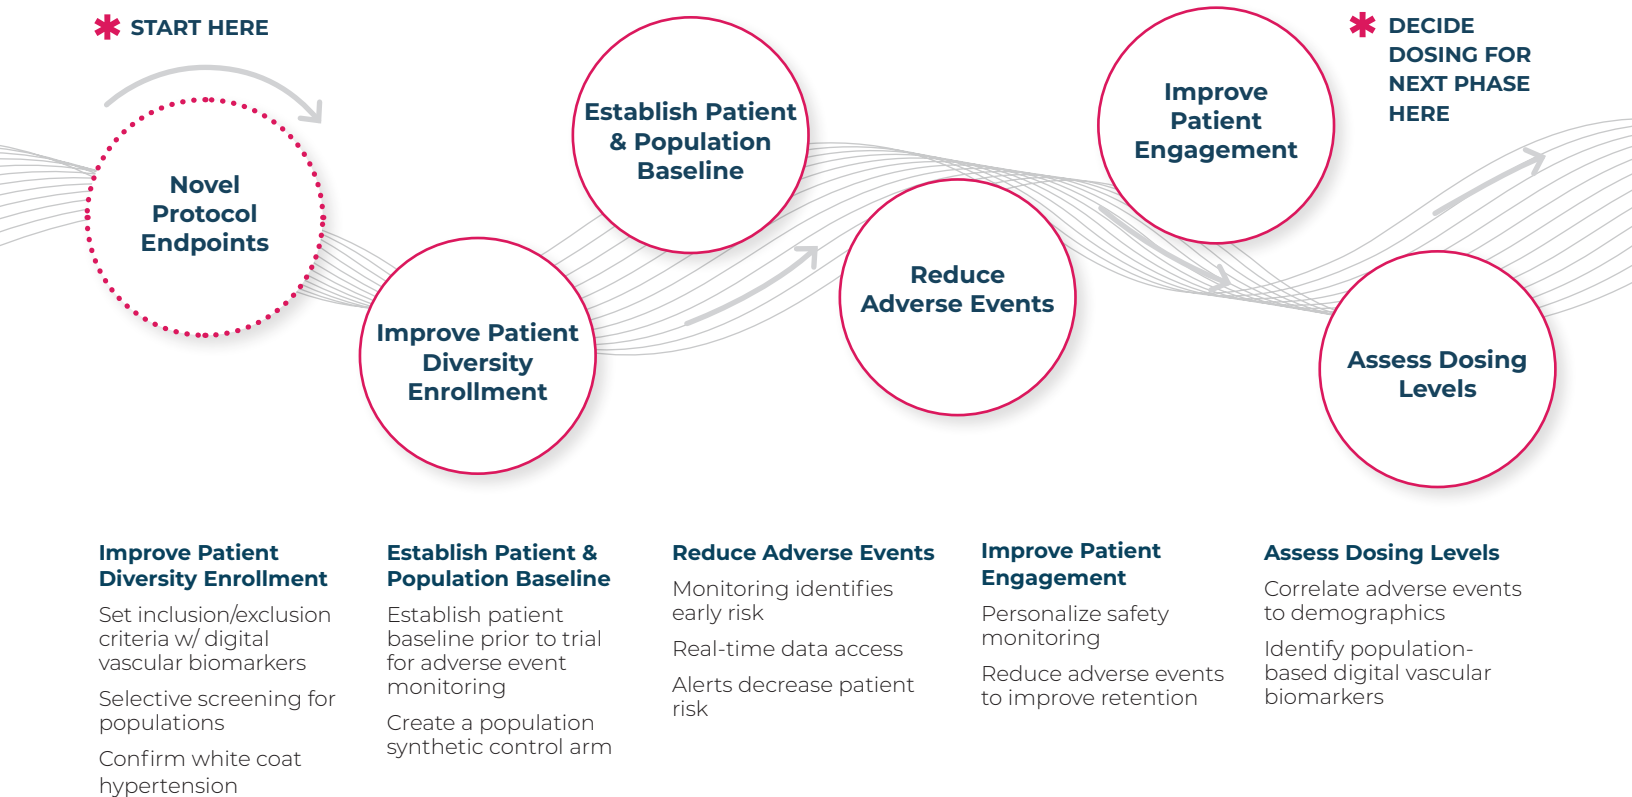 START HERE
Novel
Protocol
Endpoints
Improve Patient
Diversity
Enrollment
Establish Patient
& Population
Baseline
Reduce
Adverse Events
Improve
Patient
Engagement
DECIDE
DOSING FOR
NEXT PHASE
HERE
Assess Dosing
Levels
Improve Patient
Diversity Enrollment
Set inclusion/exclusion
criteria w/ digital
vascular biomarkers
Selective screening for
populations
Confirm white coat
hypertension
Establish Patient &
Population Baseline
Establish patient
baseline prior to trial
for adverse event
monitoring
Create a population
synthetic control arm
Reduce Adverse Events
Monitoring identifies
early risk
Real-time data access
Alerts decrease patient
risk
Improve Patient
Engagement
Personalize safety
monitoring
Reduce adverse events
to improve retention
Assess Dosing Levels
Correlate adverse events
to demographics
Identify population-
based digital vascular
biomarkers